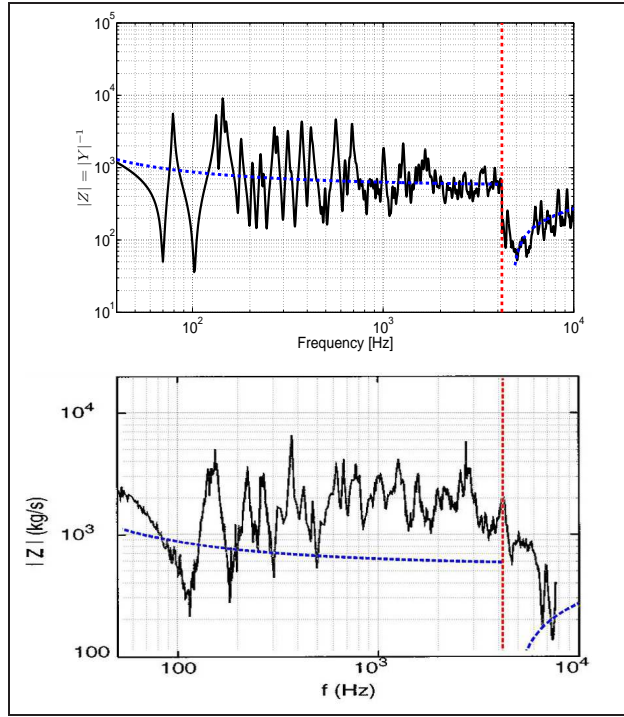 10^5
10^4
10^3
10^2
10^1
|Z| = |Y|^{-1}
10^2 10^3 10^4
Frequency [Hz]
10^4
10^3
100
| Z | (kg/s)
100 10^3 10^4
f (Hz)